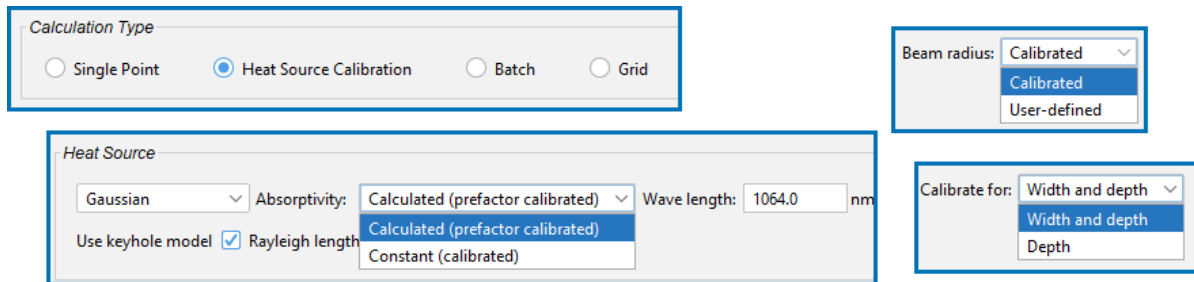 Calculation Type
Single Point Heat Source Calibration Batch Grid
Beam radius: Calibrated
Calibrated
User-defined
Heat Source
Gaussian Absorptivity: Calculated (prefactor calibrated) Wave length: 1064.0 nm
Calculated (prefactor calibrated)
Use keyhole model Rayleigh length
Constant (calibrated)
Calibrate for: Width and depth
Width and depth
Depth